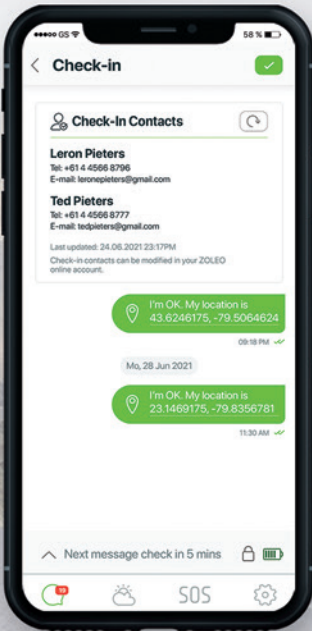 GS
58 %
Check-in
Check-In Contacts
Leron Pieters
Tel: +61 4 4566 8796
E-mail: leronepieters@gmail.com
Ted Pieters
Tel: +61 4 4566 8777
E-mail: tedpieters@gmail.com
Last updated: 24.06.2021 23:17PM
Check-in contacts can be modified in your ZOLEO
online account.
I'm OK. My location is
43.6246175, -79.5064624
09:18 PM
Mo, 28 Jun 2021
I'm OK. My location is
23.1469175, -79.8356781
11:30 AM
Next message check in 5 mins
19
SOS